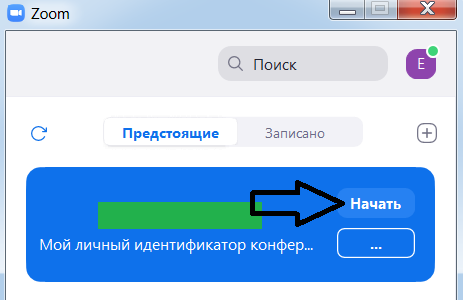 Zoom
Поиск
E
Предстоящие Записано
Начать
Мой личный идентификатор конфер...
...